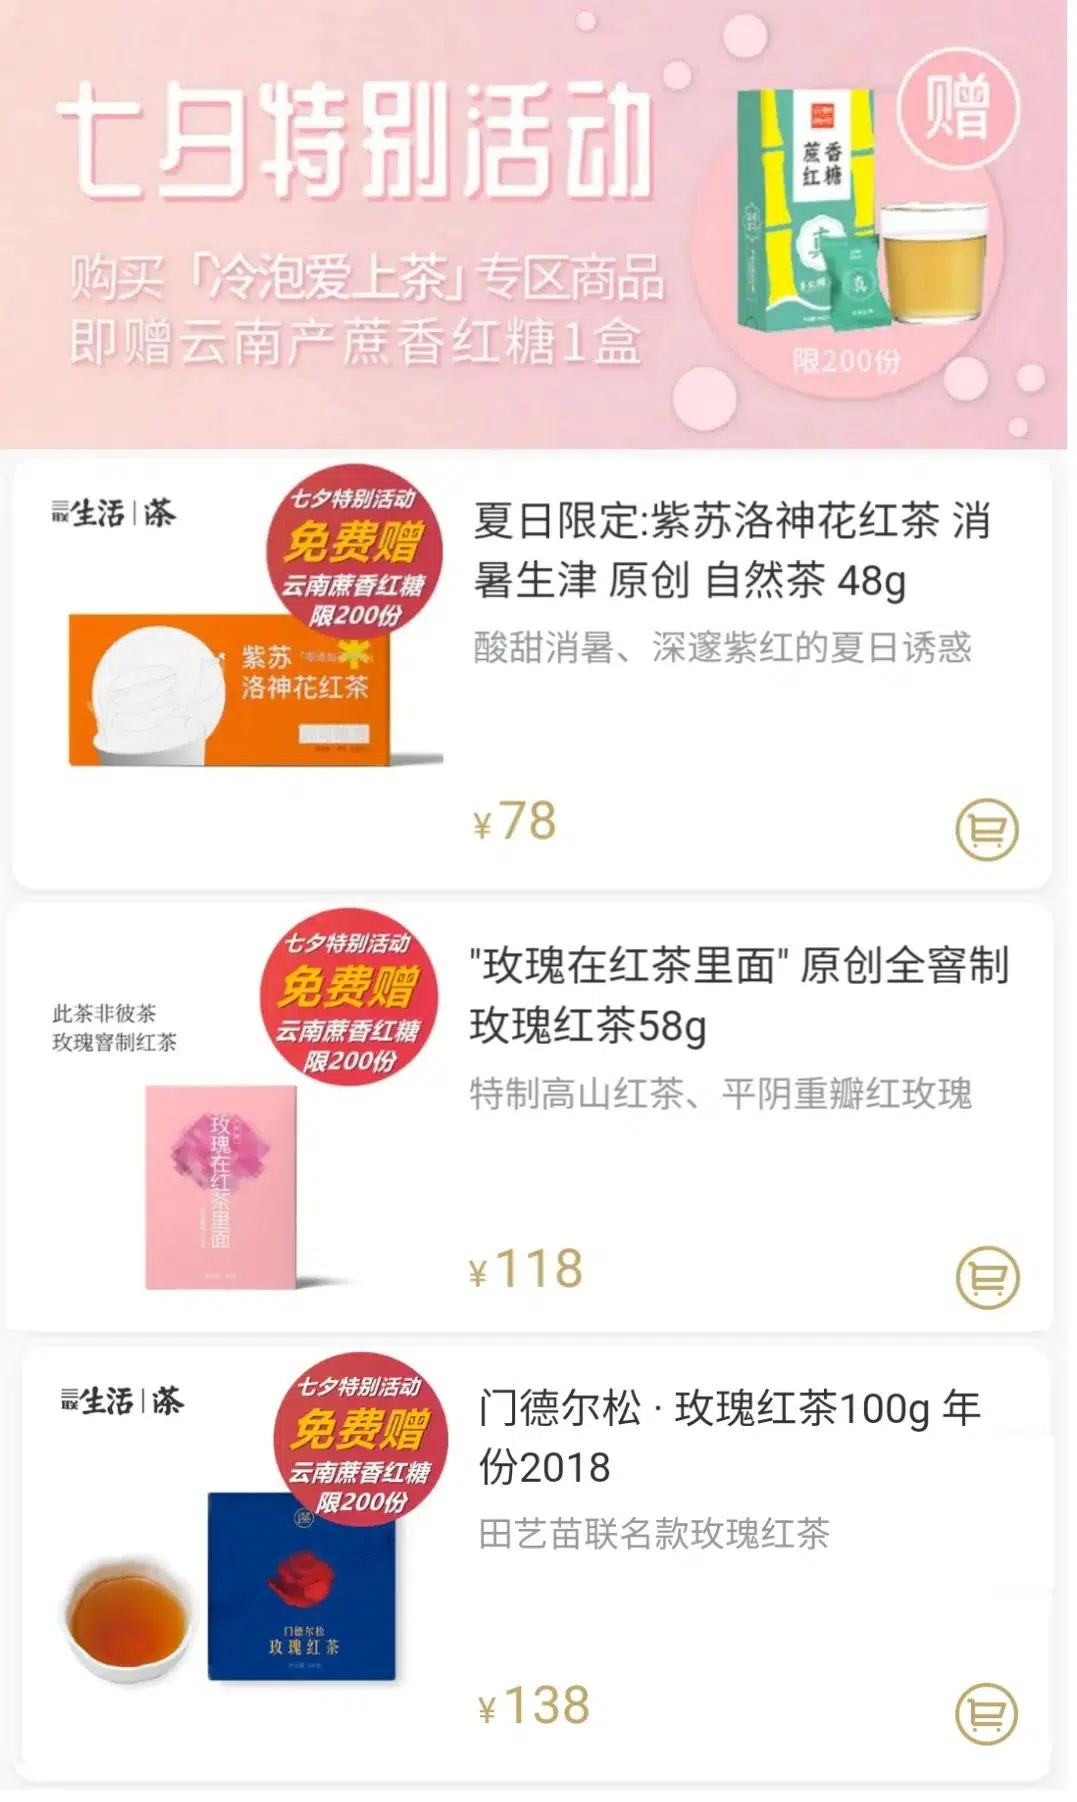 七夕特别活动
购买「冷泡爱上茶」专区商品
即赠云南产蔗香红糖1盒
赠
蔗香
红糖
真
限200份
三联生活|茶
七夕特别活动
免费赠
云南蔗香红糖
限200份
紫苏
洛神花红茶
夏日限定:紫苏洛神花红茶 消
暑生津 原创 自然茶 48g
酸甜消暑、深邃紫红的夏日诱惑
¥78
此茶非彼茶
玫瑰窨制红茶
七夕特别活动
免费赠
云南蔗香红糖
限200份
玫瑰在红茶里面
"玫瑰在红茶里面" 原创全窨制
玫瑰红茶58g
特制高山红茶、平阴重瓣红玫瑰
¥118
三联生活|茶
七夕特别活动
免费赠
云南蔗香红糖
限200份
门德尔松
玫瑰红茶
门德尔松 · 玫瑰红茶100g 年
份2018
田艺苗联名款玫瑰红茶
¥138